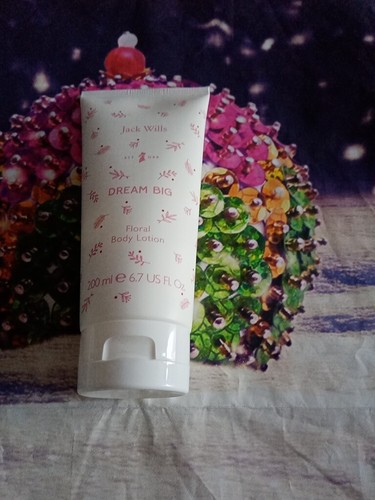 Jack Wills
DREAM BIG
Floral
Body Lotion
200 ml e 6.7 US FL Oz